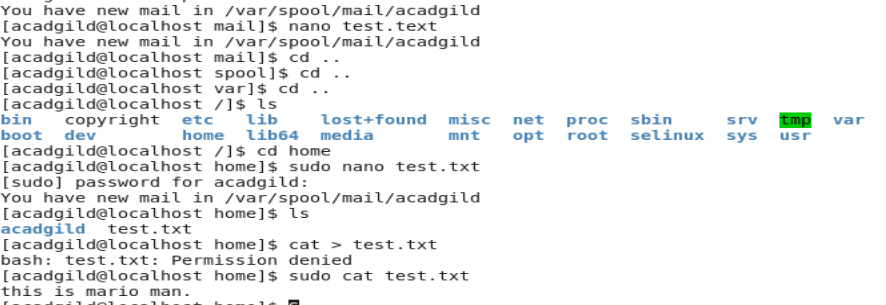 You have new mail in /var/spool/mail/acadgild
[acadgild@localhost mail]$ nano test.text
You have new mail in /var/spool/mail/acadgild
[acadgild@localhost mail]$ cd ..
[acadgild@localhost spool]$ cd ..
[acadgild@localhost var]$ cd ..
[acadgild@localhost /]$ ls
bin copyright etc lib lost+found misc net proc sbin srv tmp var
boot dev home lib64 media mnt opt root selinux sys usr
[acadgild@localhost /]$ cd home
[acadgild@localhost home]$ sudo nano test.txt
[sudo] password for acadgild:
You have new mail in /var/spool/mail/acadgild
[acadgild@localhost home]$ ls
acadgild test.txt
[acadgild@localhost home]$ cat > test.txt
bash: test.txt: Permission denied
[acadgild@localhost home]$ sudo cat test.txt
this is mario man.
[acadgild@localhost home]$